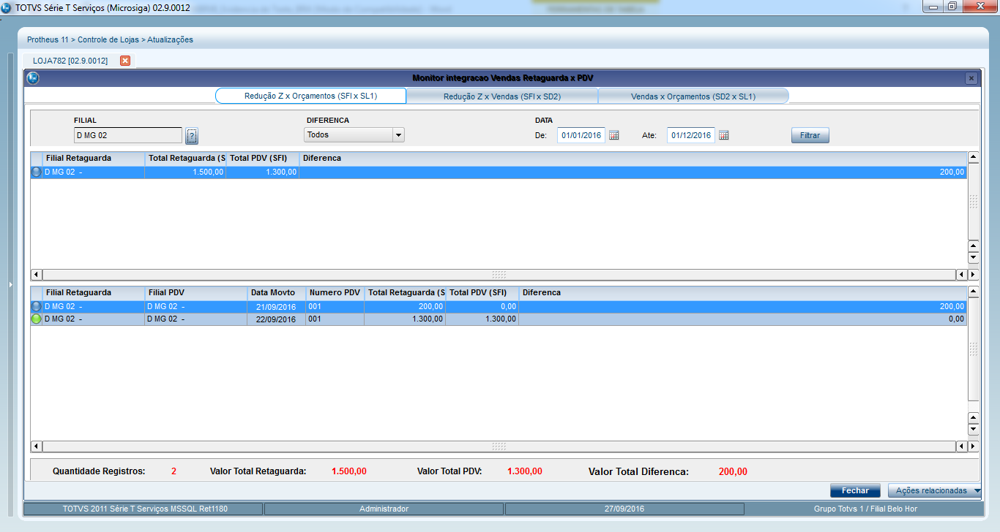 TOTVS Série T Serviços (Microsiga) 02.9.0012
Protheus 11 > Controle de Lojas > Atualizações
LOJA782 [02.9.0012]
Monitor integracao Vendas Retaguarda x PDV
Redução Z x Orçamentos (SFI x SL1) Redução Z x Vendas (SFI x SD2) Vendas x Orçamentos (SD2 x SL1)
FILIAL DIFERENCA DATA
D MG 02 ? Todos De: 01/01/2016 Ate: 01/12/2016 Filtrar
Filial Retaguarda Total Retaguarda (S Total PDV (SFI) Diferenca
D MG 02 - 1.500,00 1.300,00 200,00
Filial Retaguarda Filial PDV Data Movto Numero PDV Total Retaguarda (S Total PDV (SFI) Diferenca
D MG 02 - D MG 02 - 21/09/2016 001 200,00 0,00 200,00
D MG 02 - D MG 02 - 22/09/2016 001 1.300,00 1.300,00 0,00
Quantidade Registros: 2 Valor Total Retaguarda: 1.500,00 Valor Total PDV: 1.300,00 Valor Total Diferenca: 200,00
Fechar Ações relacionadas
TOTVS 2011 Série T Serviços MSSQL Ret1180 Administrador 27/09/2016 Grupo Totvs 1 / Filial Belo Hor